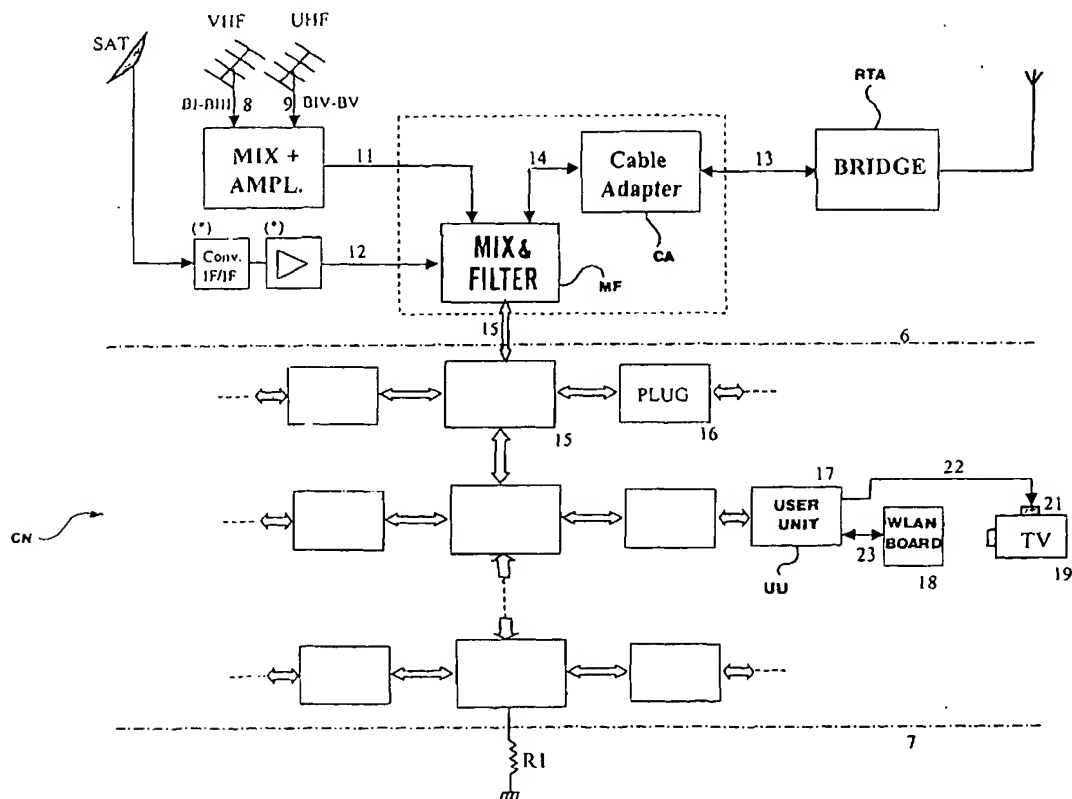 VHF UHF
SAT
RTA
BI-BIII 8 9 BIV-BV
MIX +
AMPL.
11
14
Cable
Adapter
13
BRIDGE
(*) (*)
Conv.
IF/IF
12
MIX &
FILTER
CA
MF
15
6
PLUG
15
16
17
22
CN
USER
UNIT
23
WLAN
BOARD
21
TV
UU
18
19
7
R1